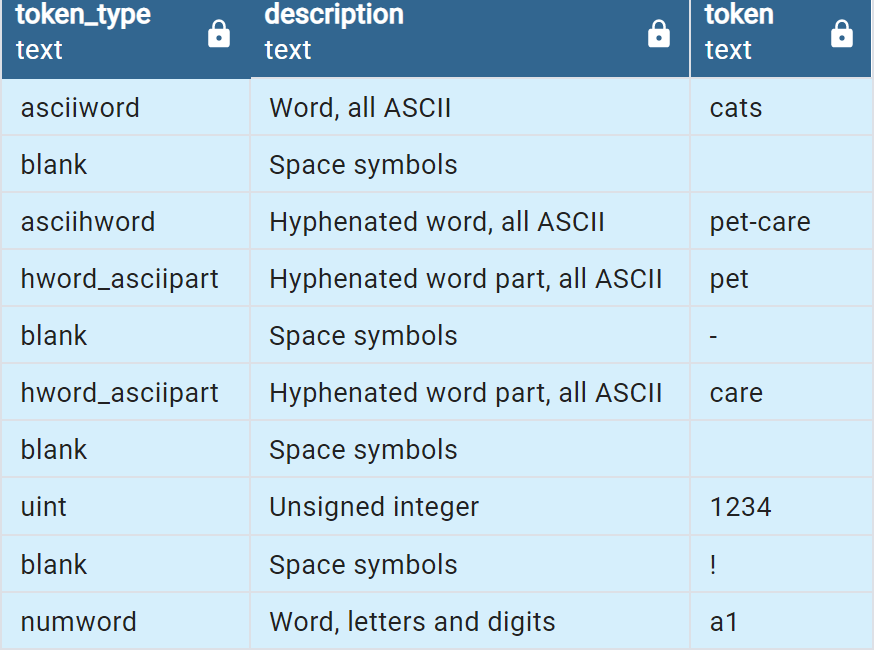 token_type description token
text text text
asciiword Word, all ASCII cats
blank Space symbols
asciihword Hyphenated word, all ASCII pet-care
hword_asciipart Hyphenated word part, all ASCII pet
blank Space symbols -
hword_asciipart Hyphenated word part, all ASCII care
blank Space symbols
uint Unsigned integer 1234
blank Space symbols !
numword Word, letters and digits a1